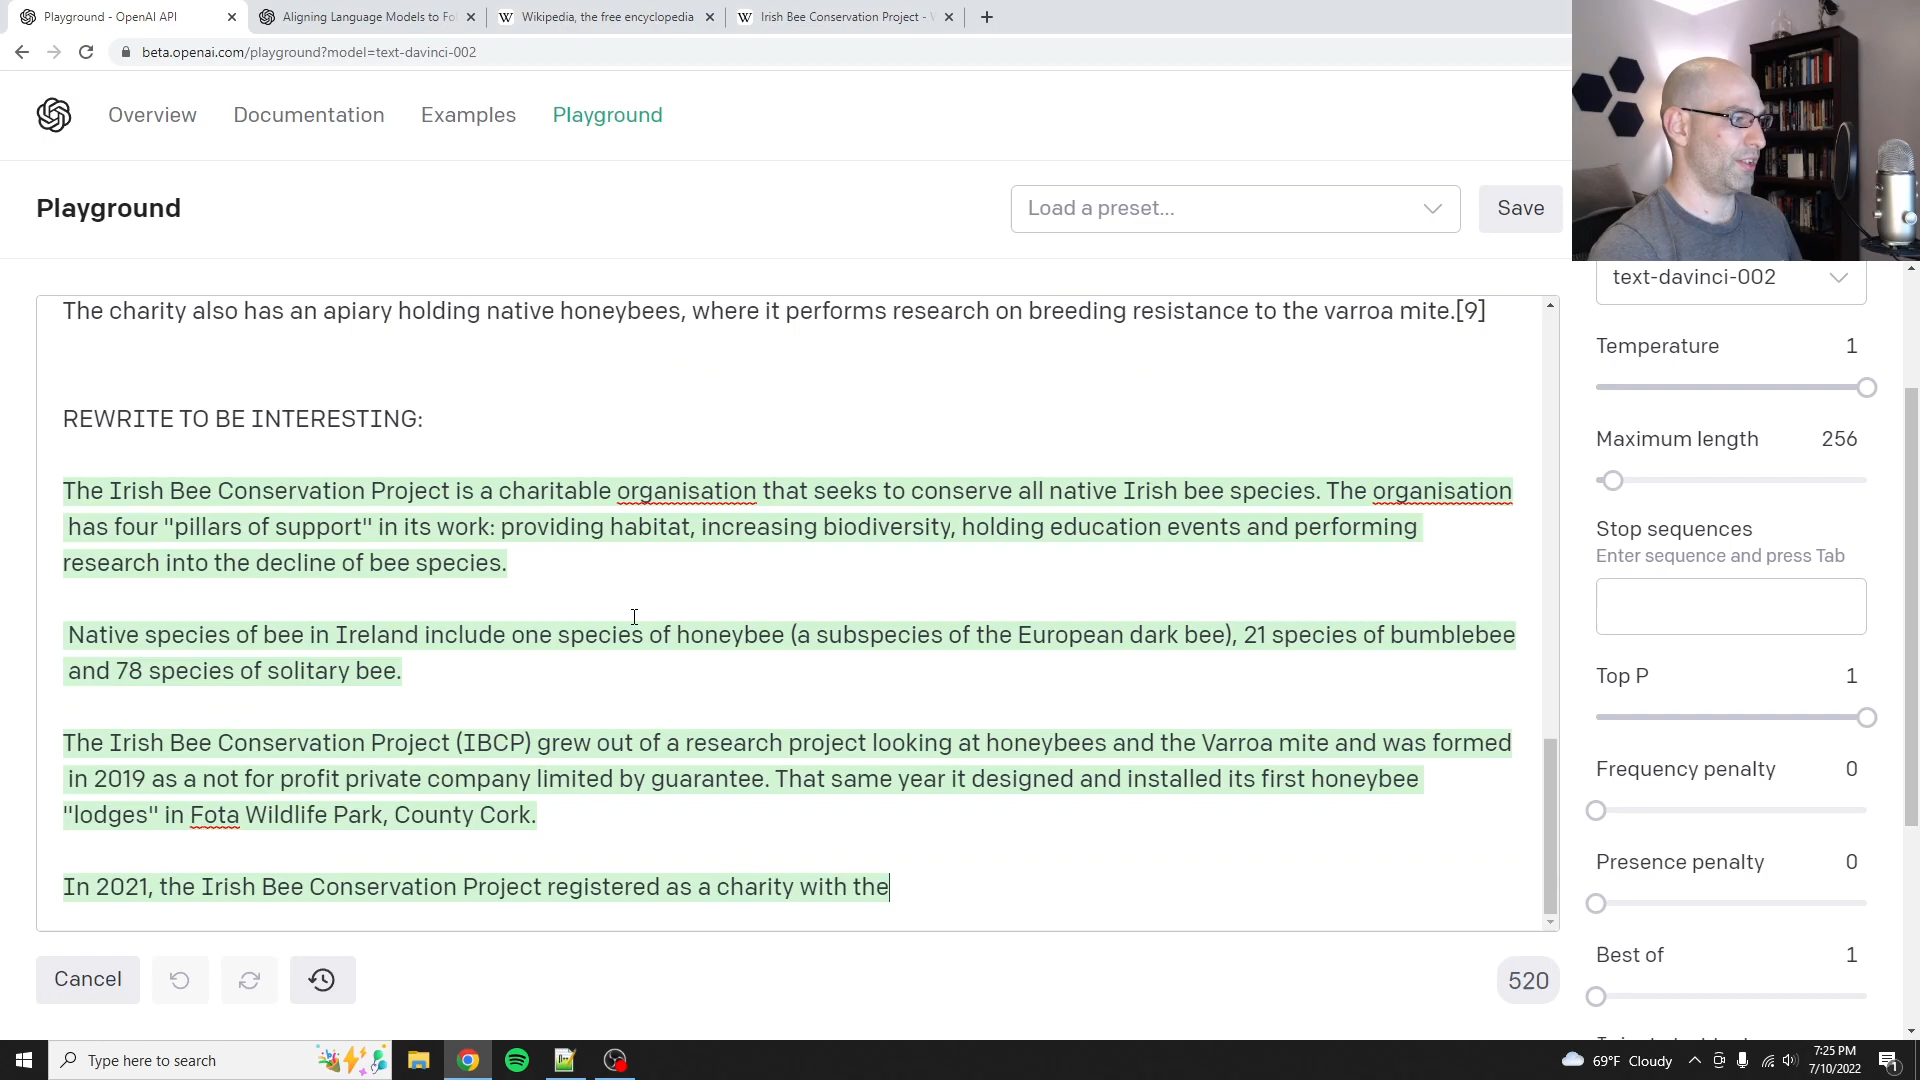 Playground - OpenAI API
Aligning Language Models to Fo
Wikipedia, the free encyclopedia
Irish Bee Conservation Project -
beta.openai.com/playground?model=text-davinci-002
Overview Documentation Examples Playground
Playground
Load a preset...
Save
The charity also has an apiary holding native honeybees, where it performs research on breeding resistance to the varroa mite.[9]
REWRITE TO BE INTERESTING:
The Irish Bee Conservation Project is a charitable organisation that seeks to conserve all native Irish bee species. The organisation
has four "pillars of support" in its work: providing habitat, increasing biodiversity, holding education events and performing
research into the decline of bee species.
Native species of bee in Ireland include one species of honeybee (a subspecies of the European dark bee), 21 species of bumblebee
and 78 species of solitary bee.
The Irish Bee Conservation Project (IBCP) grew out of a research project looking at honeybees and the Varroa mite and was formed
in 2019 as a not for profit private company limited by guarantee. That same year it designed and installed its first honeybee
"lodges" in Fota Wildlife Park, County Cork.
In 2021, the Irish Bee Conservation Project registered as a charity with the
Cancel
520
text-davinci-002
Temperature 1
Maximum length 256
Stop sequences
Enter sequence and press Tab
Top P 1
Frequency penalty 0
Presence penalty 0
Best of 1
Type here to search
69°F Cloudy
7:25 PM
7/10/2022
1